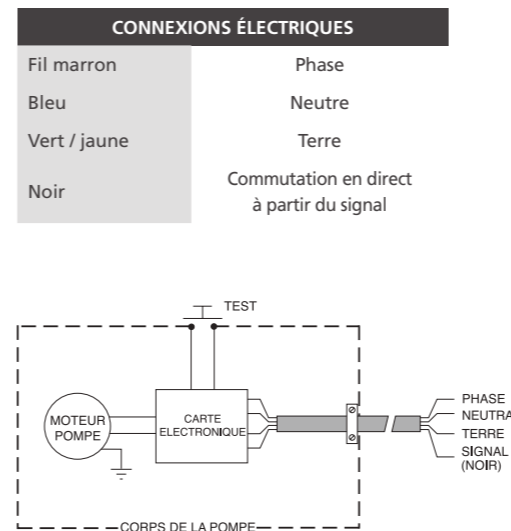 CONNEXIONS ÉLECTRIQUES
Fil marron Phase
Bleu Neutre
Vert / jaune Terre
Noir Commutation en direct
à partir du signal
TEST
MOTEUR
POMPE
CARTE
ELECTRONIQUE
PHASE
NEUTRA
TERRE
SIGNAL
(NOIR)
CORPS DE LA POMPE